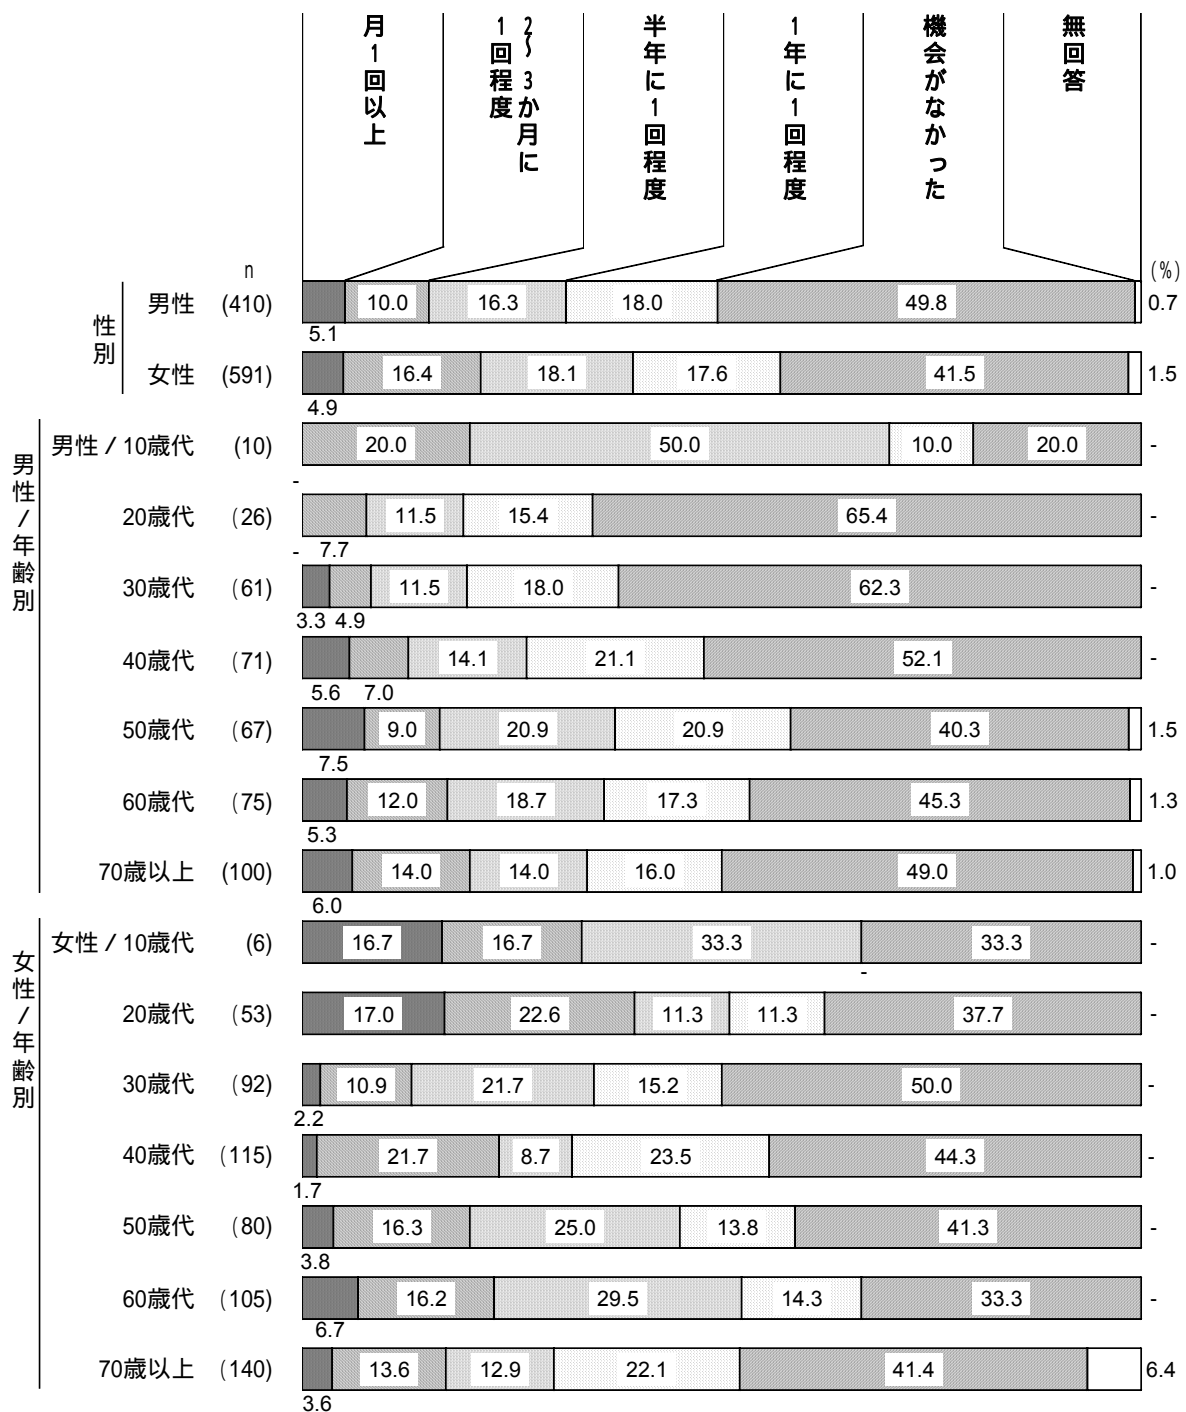 月1回以上
2〜3か月に
1回程度
半年に1回程度
1年に1回程度
機会がなかった
無回答
n
(%)
性別
男性 (410) 10.0 16.3 18.0 49.8 0.7
5.1
女性 (591) 16.4 18.1 17.6 41.5 1.5
4.9
男性/年齢別
男性 / 10歳代 (10) 20.0 50.0 10.0 20.0 -
-
20歳代 (26) 11.5 15.4 65.4 -
- 7.7
30歳代 (61) 11.5 18.0 62.3 -
3.3 4.9
40歳代 (71) 14.1 21.1 52.1 -
5.6 7.0
50歳代 (67) 9.0 20.9 20.9 40.3 1.5
7.5
60歳代 (75) 12.0 18.7 17.3 45.3 1.3
5.3
70歳以上 (100) 14.0 14.0 16.0 49.0 1.0
6.0
女性/年齢別
女性 / 10歳代 (6) 16.7 16.7 33.3 33.3 -
-
20歳代 (53) 17.0 22.6 11.3 11.3 37.7 -
30歳代 (92) 10.9 21.7 15.2 50.0 -
2.2
40歳代 (115) 21.7 8.7 23.5 44.3 -
1.7
50歳代 (80) 16.3 25.0 13.8 41.3 -
3.8
60歳代 (105) 16.2 29.5 14.3 33.3 -
6.7
70歳以上 (140) 13.6 12.9 22.1 41.4 6.4
3.6